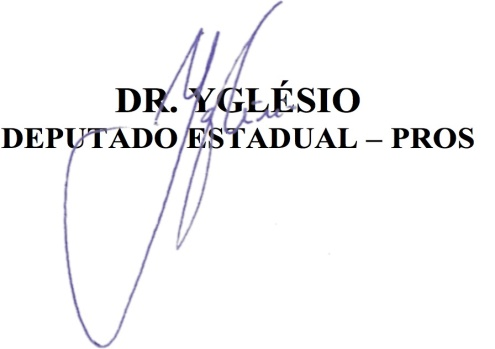 DR. YGLÉSIO
DEPUTADO ESTADUAL – PROS